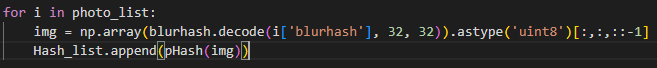 for i in photo_list:
    img = np.array(blurhash.decode(i['blurhash'], 32, 32)).astype('uint8')[:,:,::-1]
    Hash_list.append(pHash(img))